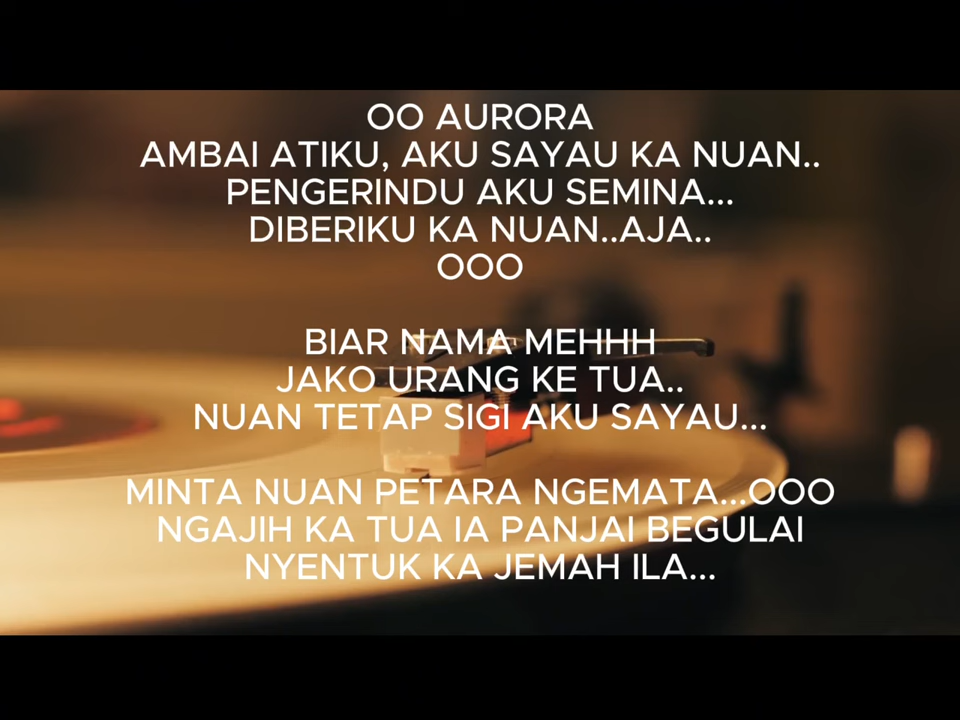 OO AURORA
AMBAI ATIKU, AKU SAYAU KA NUAN..
PENGERINDU AKU SEMINA...
DIBERIKU KA NUAN..AJA..
OOO
BIAR NAMA MEHHH
JAKO URANG KE TUA..
NUAN TETAP SIGI AKU SAYAU...
MINTA NUAN PETARA NGEMATA...OOO
NGAJIH KA TUA IA PANJAI BEGULAI
NYENTUK KA JEMAH ILA...